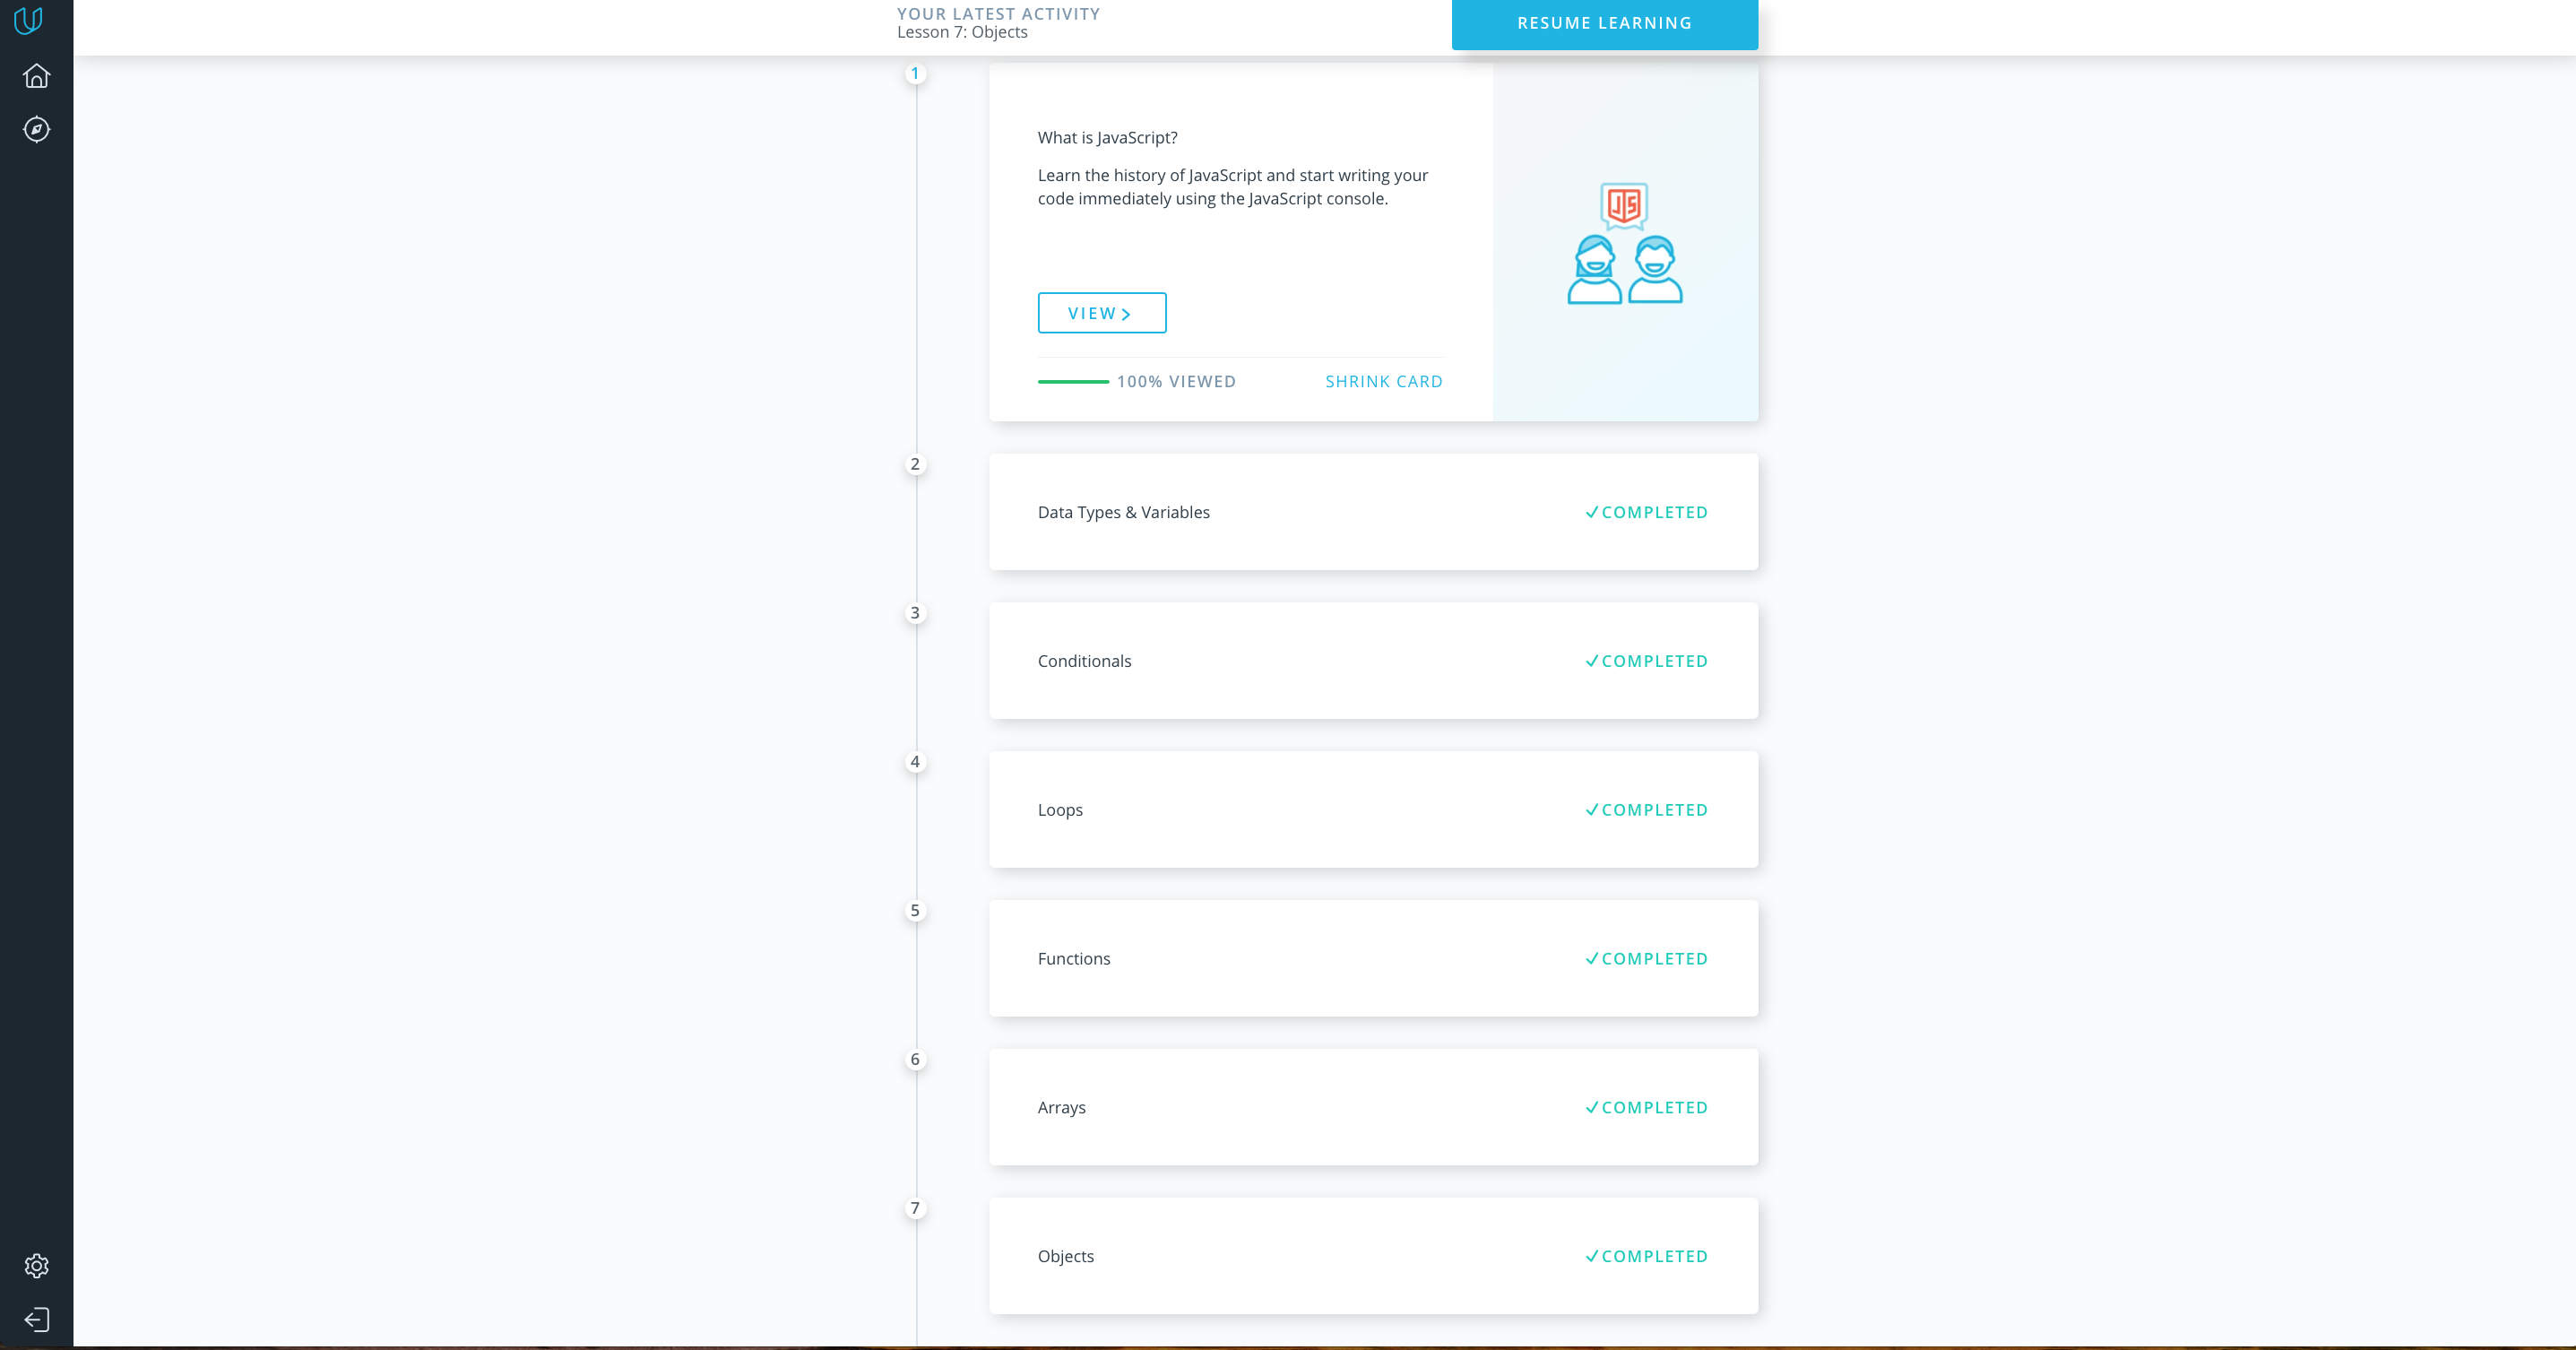 YOUR LATEST ACTIVITY
Lesson 7: Objects
RESUME LEARNING
1
What is JavaScript?
Learn the history of JavaScript and start writing your
code immediately using the JavaScript console.
JS
VIEW
100% VIEWED
SHRINK CARD
2
Data Types & Variables
COMPLETED
3
Conditionals
COMPLETED
4
Loops
COMPLETED
5
Functions
COMPLETED
6
Arrays
COMPLETED
7
Objects
COMPLETED